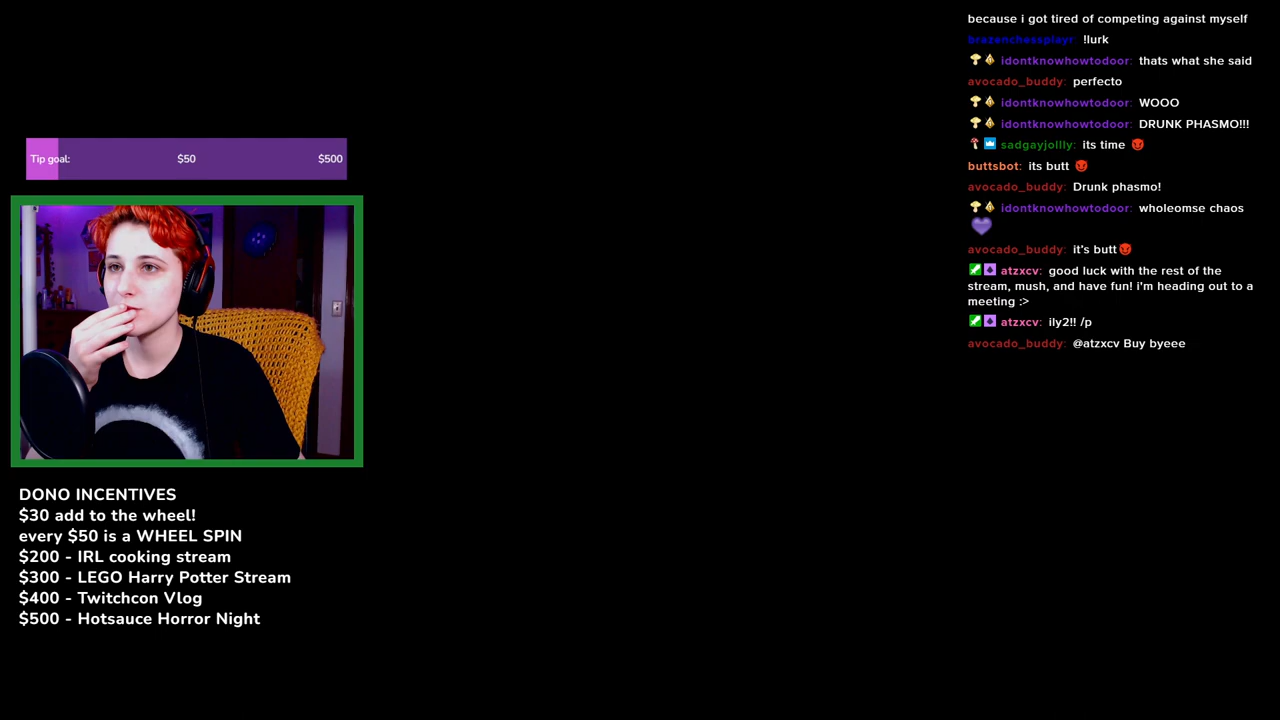 Tip goal: $50 $500
DONO INCENTIVES
$30 add to the wheel!
every $50 is a WHEEL SPIN
$200 - IRL cooking stream
$300 - LEGO Harry Potter Stream
$400 - Twitchcon Vlog
$500 - Hotsauce Horror Night
because i got tired of competing against myself
brazenchessplayr: !lurk
idontknowhowtodoor: thats what she said
avocado_buddy: perfecto
idontknowhowtodoor: WOOO
idontknowhowtodoor: DRUNK PHASMO!!!
sadgayjollly: its time 😈
buttsbot: its butt 😈
avocado_buddy: Drunk phasmo!
idontknowhowtodoor: wholeomse chaos
avocado_buddy: it's butt😈
atzxcv: good luck with the rest of the
stream, mush, and have fun! i'm heading out to a
meeting :>
atzxcv: ily2!! /p
avocado_buddy: @atzxcv Buy byeee